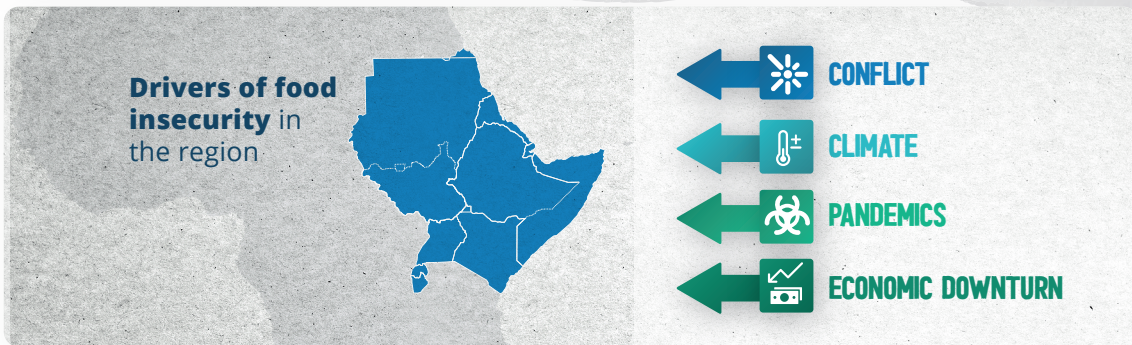 Drivers of food
insecurity in
the region
CONFLICT
CLIMATE
PANDEMICS
ECONOMIC DOWNTURN